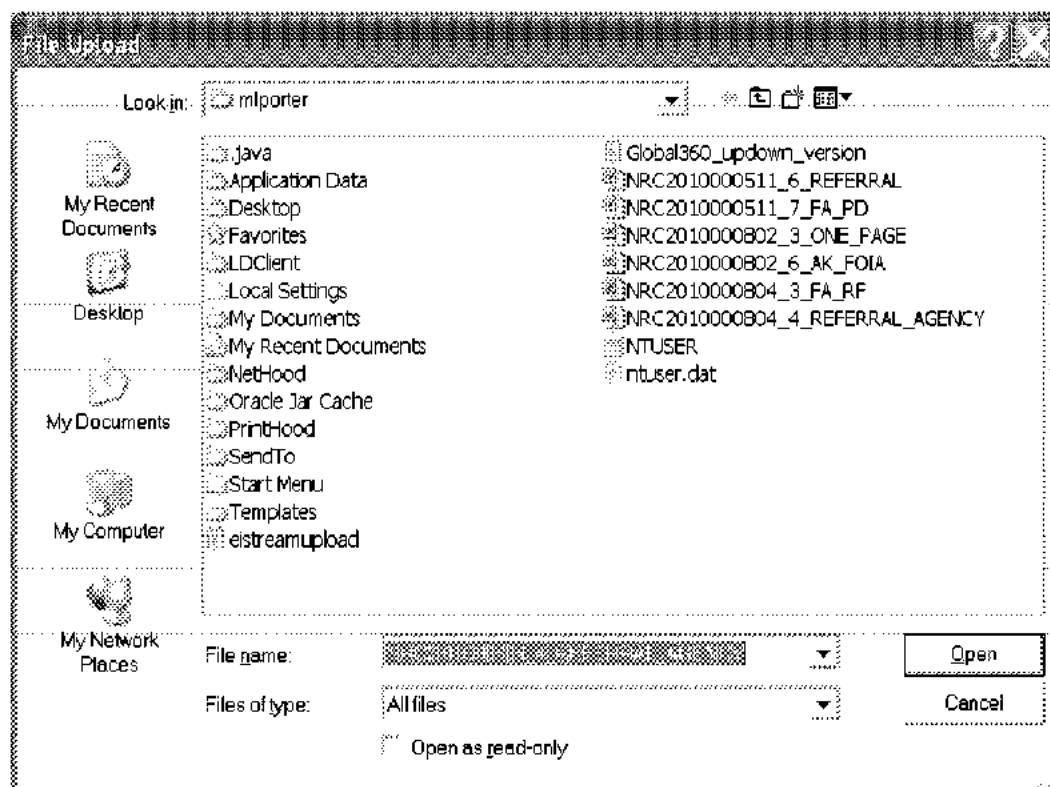 File Upload
Look in: mlporter
My Recent
Documents
Desktop
My Documents
My Computer
My Network
Places
.java
Application Data
Desktop
Favorites
LDClient
Local Settings
My Documents
My Recent Documents
NetHood
Oracle Jar Cache
PrintHood
SendTo
Start Menu
Templates
eistreamupload
Global360_updown_version
NRC2010000511_6_REFERRAL
NRC2010000511_7_FA_PD
NRC2010000802_3_ONE_PAGE
NRC2010000802_6_AK_FOIA
NRC2010000804_3_FA_RF
NRC2010000804_4_REFERRAL_AGENCY
NTUSER
ntuser.dat
File name:
Open
Files of type: All files
Cancel
Open as read-only